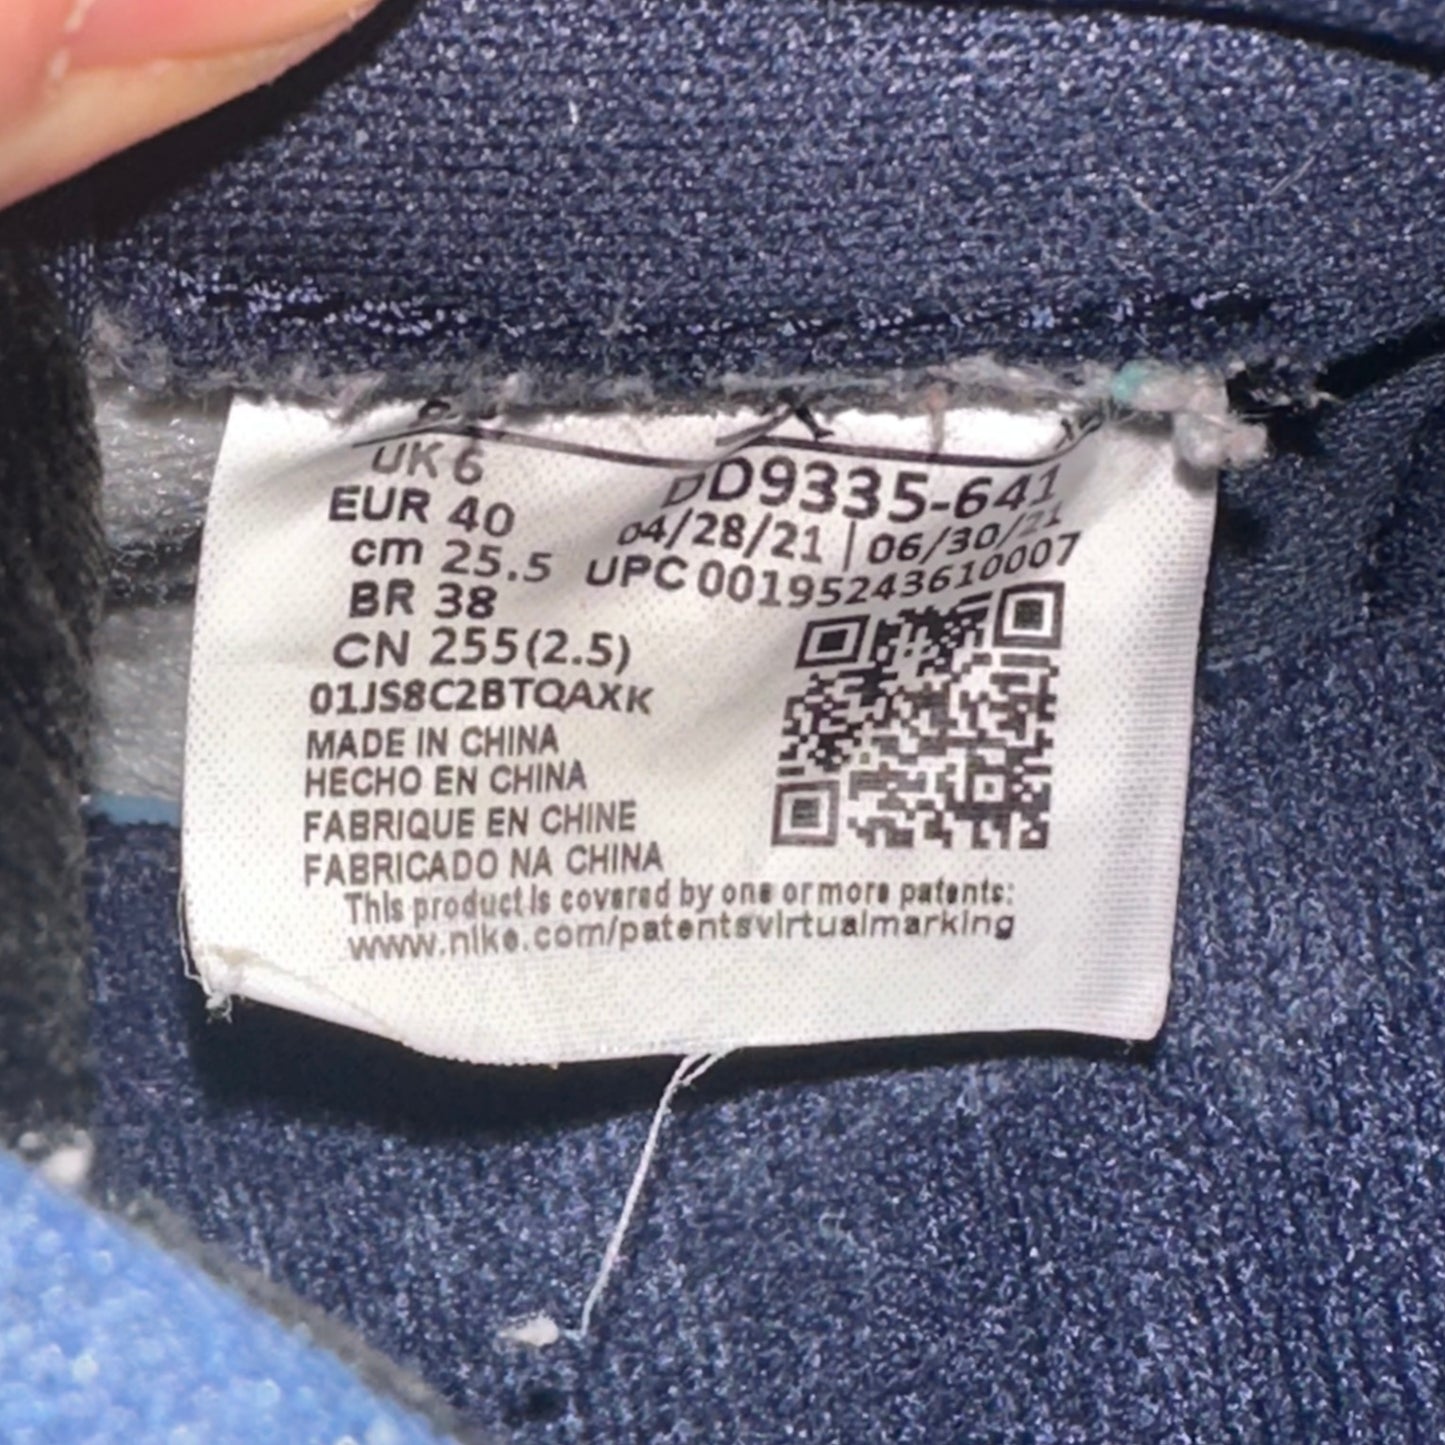 UK 6
EUR 40
cm 25.5
BR 38
CN 255(2.5)
01JS8C2BTQAXK
MADE IN CHINA
HECHO EN CHINA
FABRIQUE EN CHINE
FABRICADO NA CHINA
DD9335-641
04/28/21 | 06/30/21
UPC 00195243610007
This product is covered by one or more patents:
www.nike.com/patentsvirtualmarking